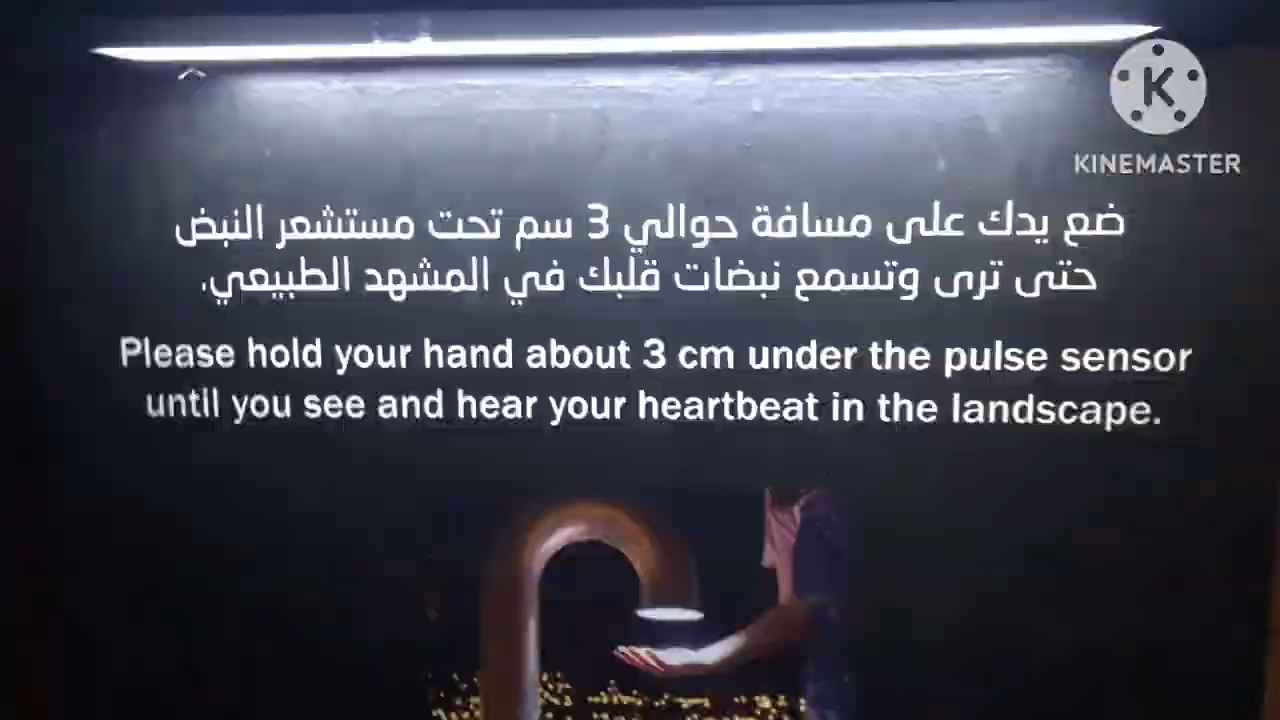 KINEMASTER
ضع يدك على مسافة حوالي 3 سم تحت مستشعر النبض
حتى ترى وتسمع نبضات قلبك في المشهد الطبيعي.
Please hold your hand about 3 cm under the pulse sensor
until you see and hear your heartbeat in the landscape.